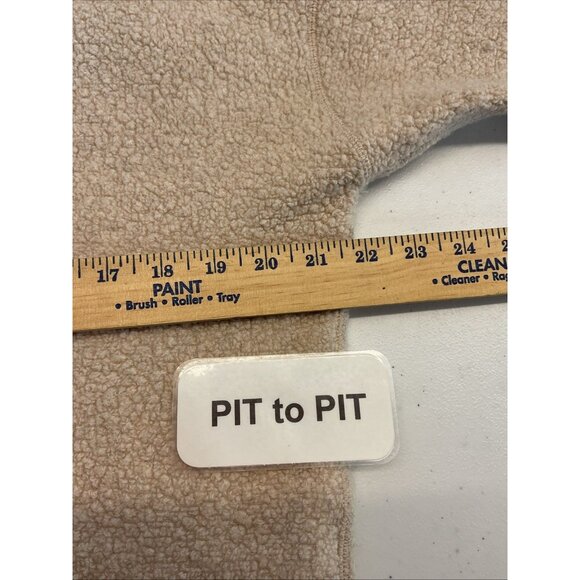 17 18 19 20 21 22 23 24
PAINT
• Brush • Roller • Tray
CLEAN
• Cleaner • Rag
PIT to PIT